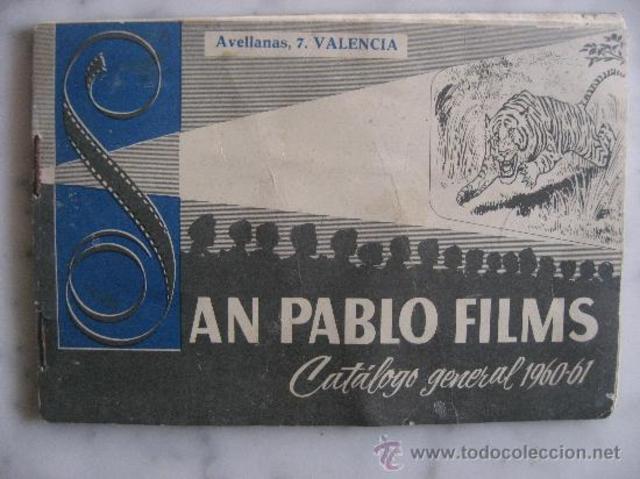 Avellanas, 7. VALENCIA
SAN PABLO FILMS
Catálogo general 1960-61
www.todocoleccion.net